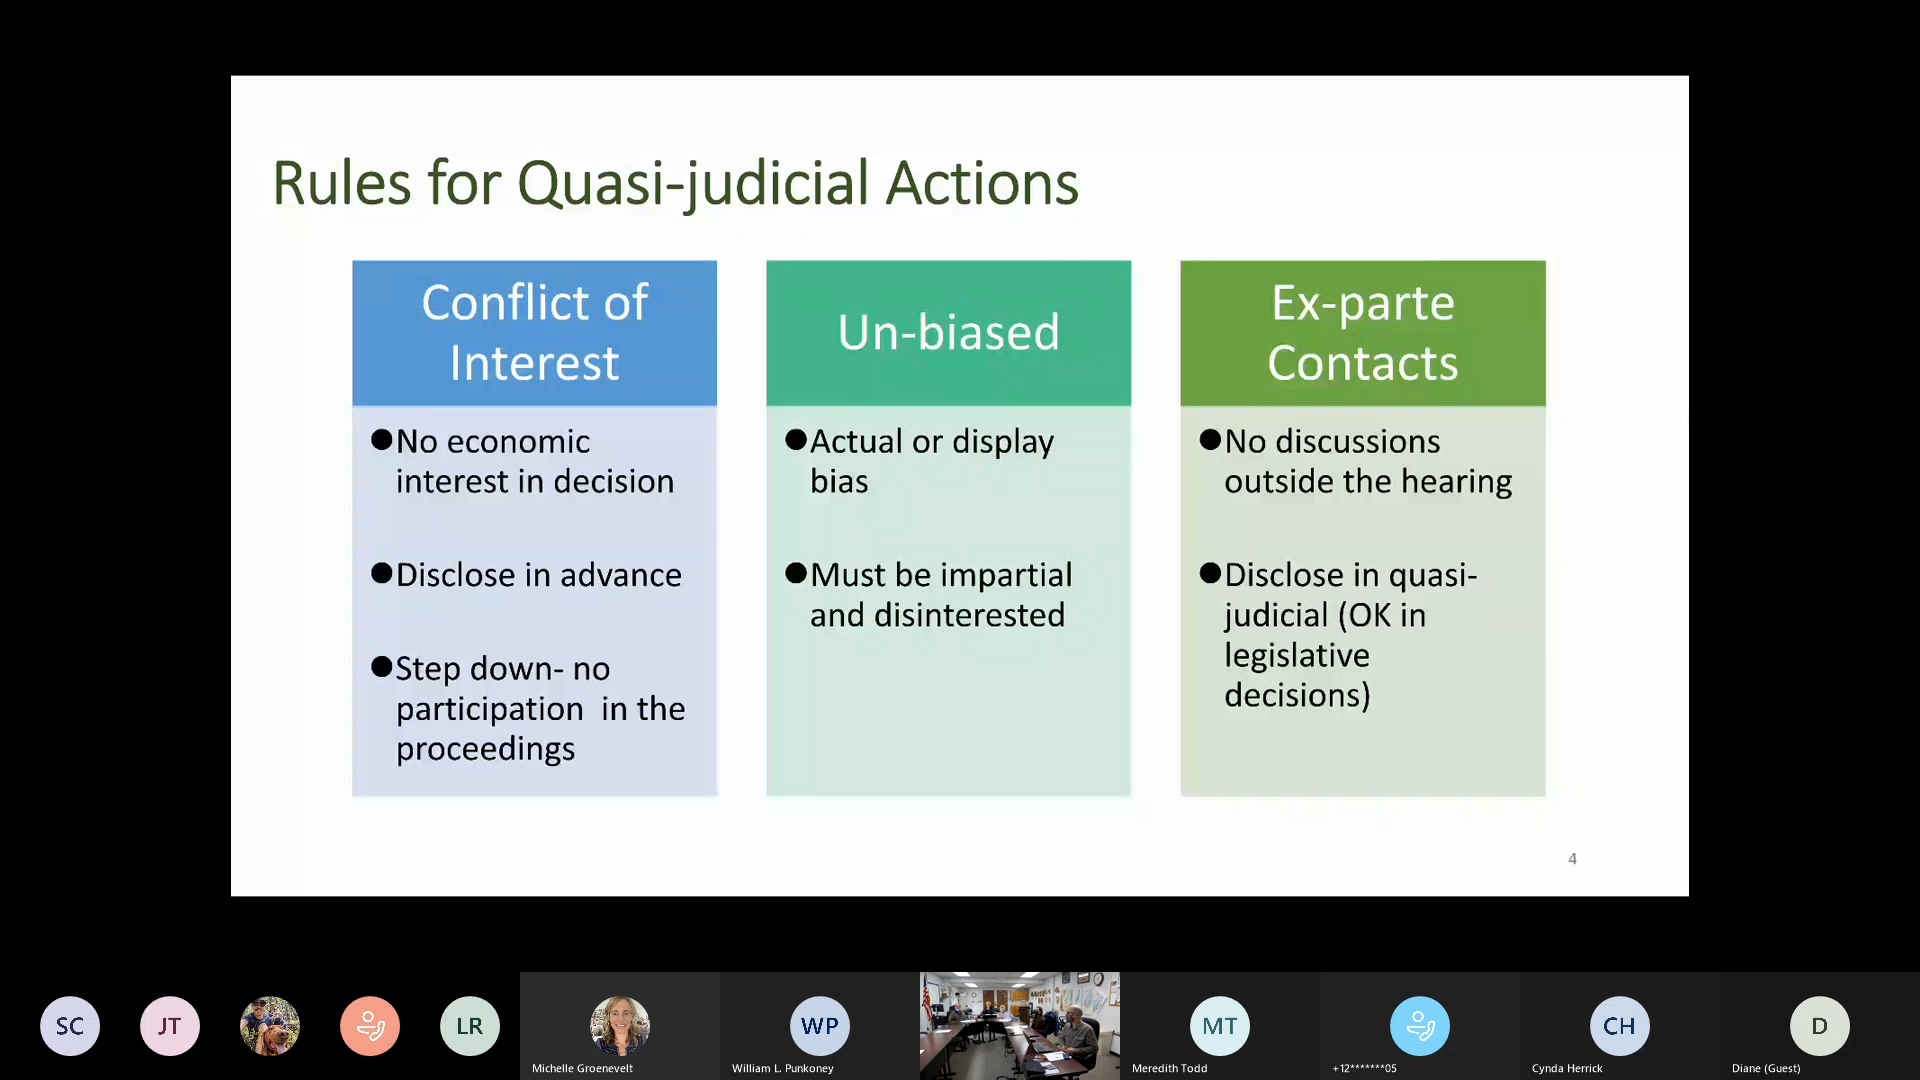 Rules for Quasi-judicial Actions
Conflict of
Interest
●No economic
interest in decision
●Disclose in advance
●Step down- no
participation  in the
proceedings
Un-biased
●Actual or display
bias
●Must be impartial
and disinterested
Ex-parte
Contacts
●No discussions
outside the hearing
●Disclose in quasi-
judicial (OK in
legislative
decisions)
4
SC
JT
LR
Michelle Groenevelt
WP
William L. Punkoney
MT
Meredith Todd
+12*******05
CH
Cynda Herrick
D
Diane (Guest)